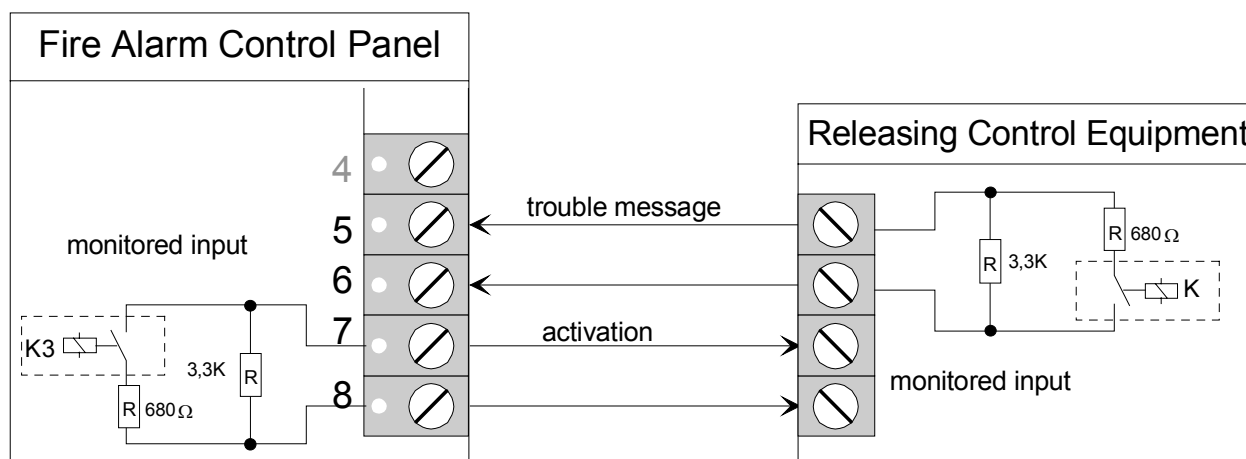 Fire Alarm Control Panel
Releasing Control Equipment
4
trouble message
5
R
680Ω
monitored input
R
3,3K
6
K
7
activation
K3
3,3K
R
monitored input
8
R
680Ω